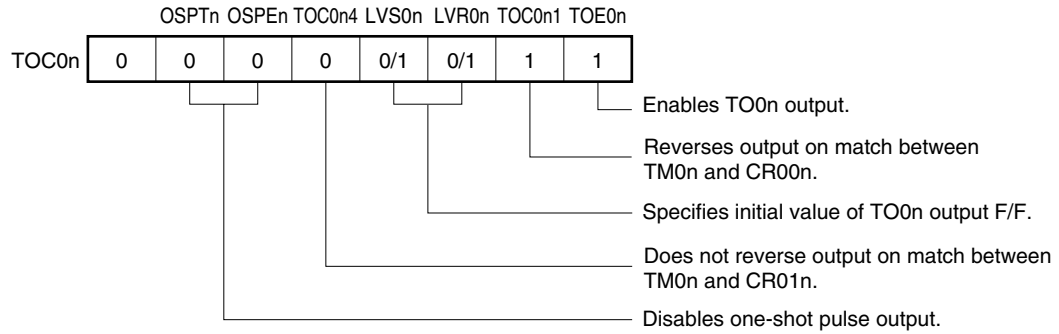 OSPTn OSPEn TOC0n4 LVS0n LVR0n TOC0n1 TOE0n
TOC0n 0 0 0 0 0/1 0/1 1 1
Enables TO0n output.
Reverses output on match between
TM0n and CR00n.
Specifies initial value of TO0n output F/F.
Does not reverse output on match between
TM0n and CR01n.
Disables one-shot pulse output.